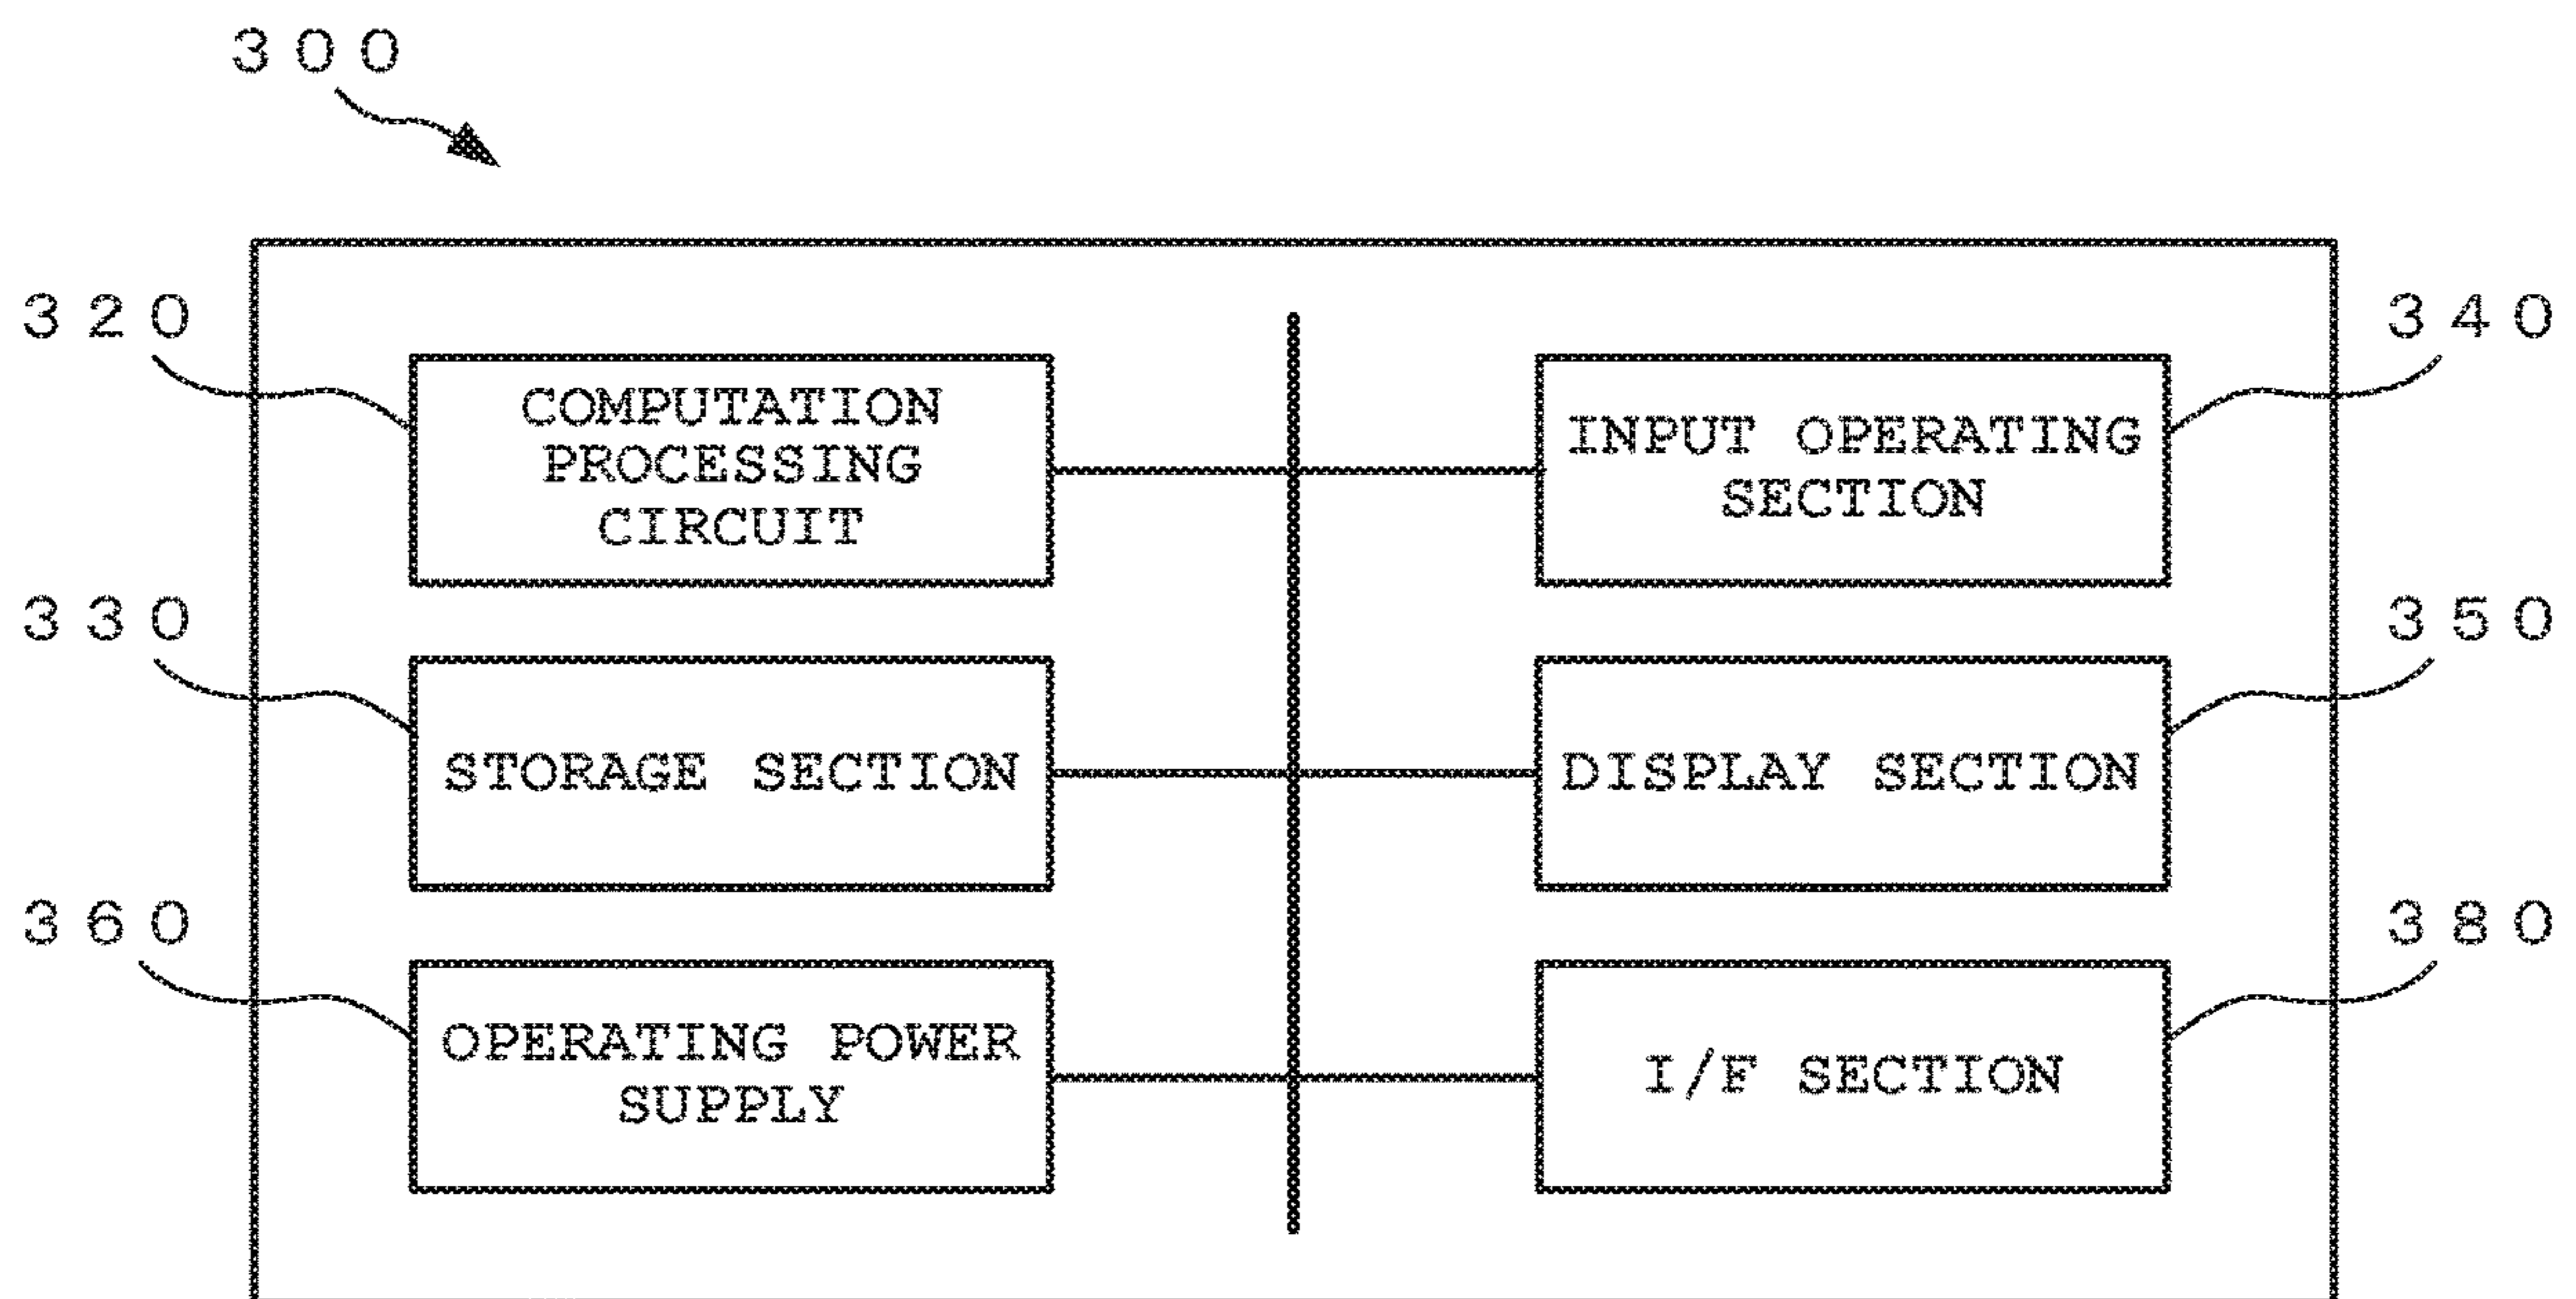 300
320
COMPUTATION
PROCESSING
CIRCUIT
340
INPUT OPERATING
SECTION
330
STORAGE SECTION
350
DISPLAY SECTION
360
OPERATING POWER
SUPPLY
380
I/F SECTION